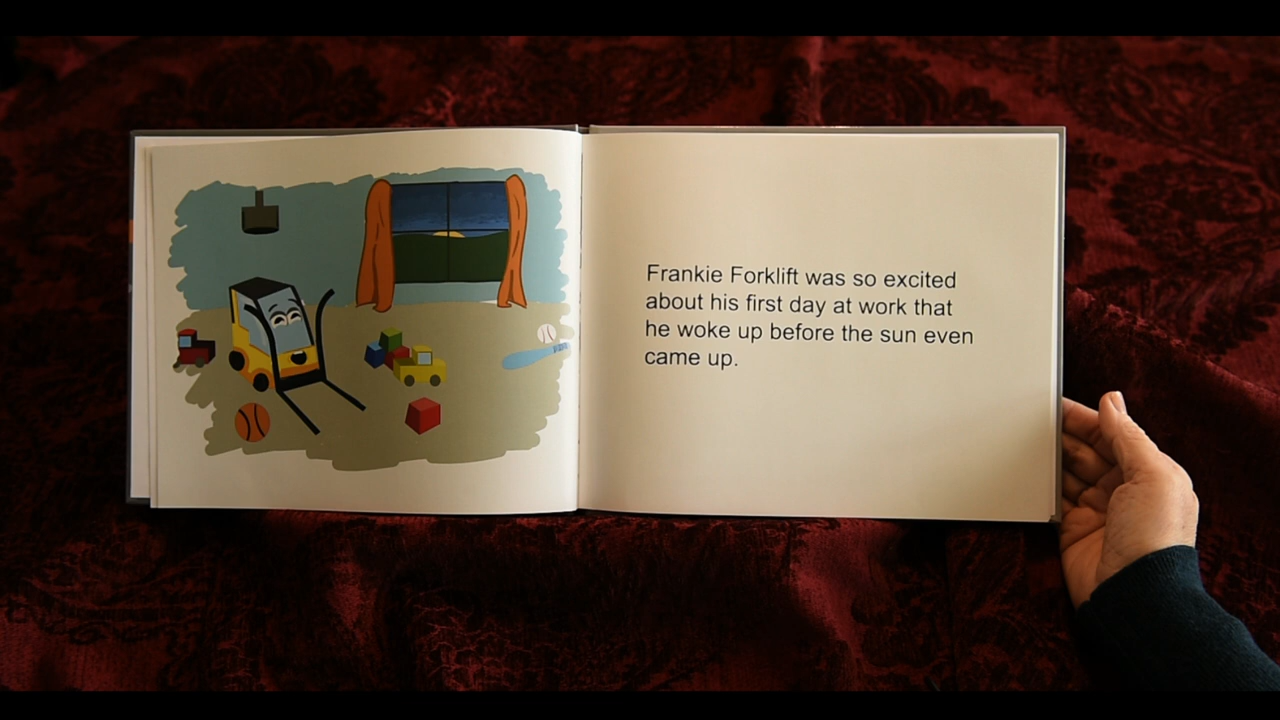 Frankie Forklift was so excited
about his first day at work that
he woke up before the sun even
came up.